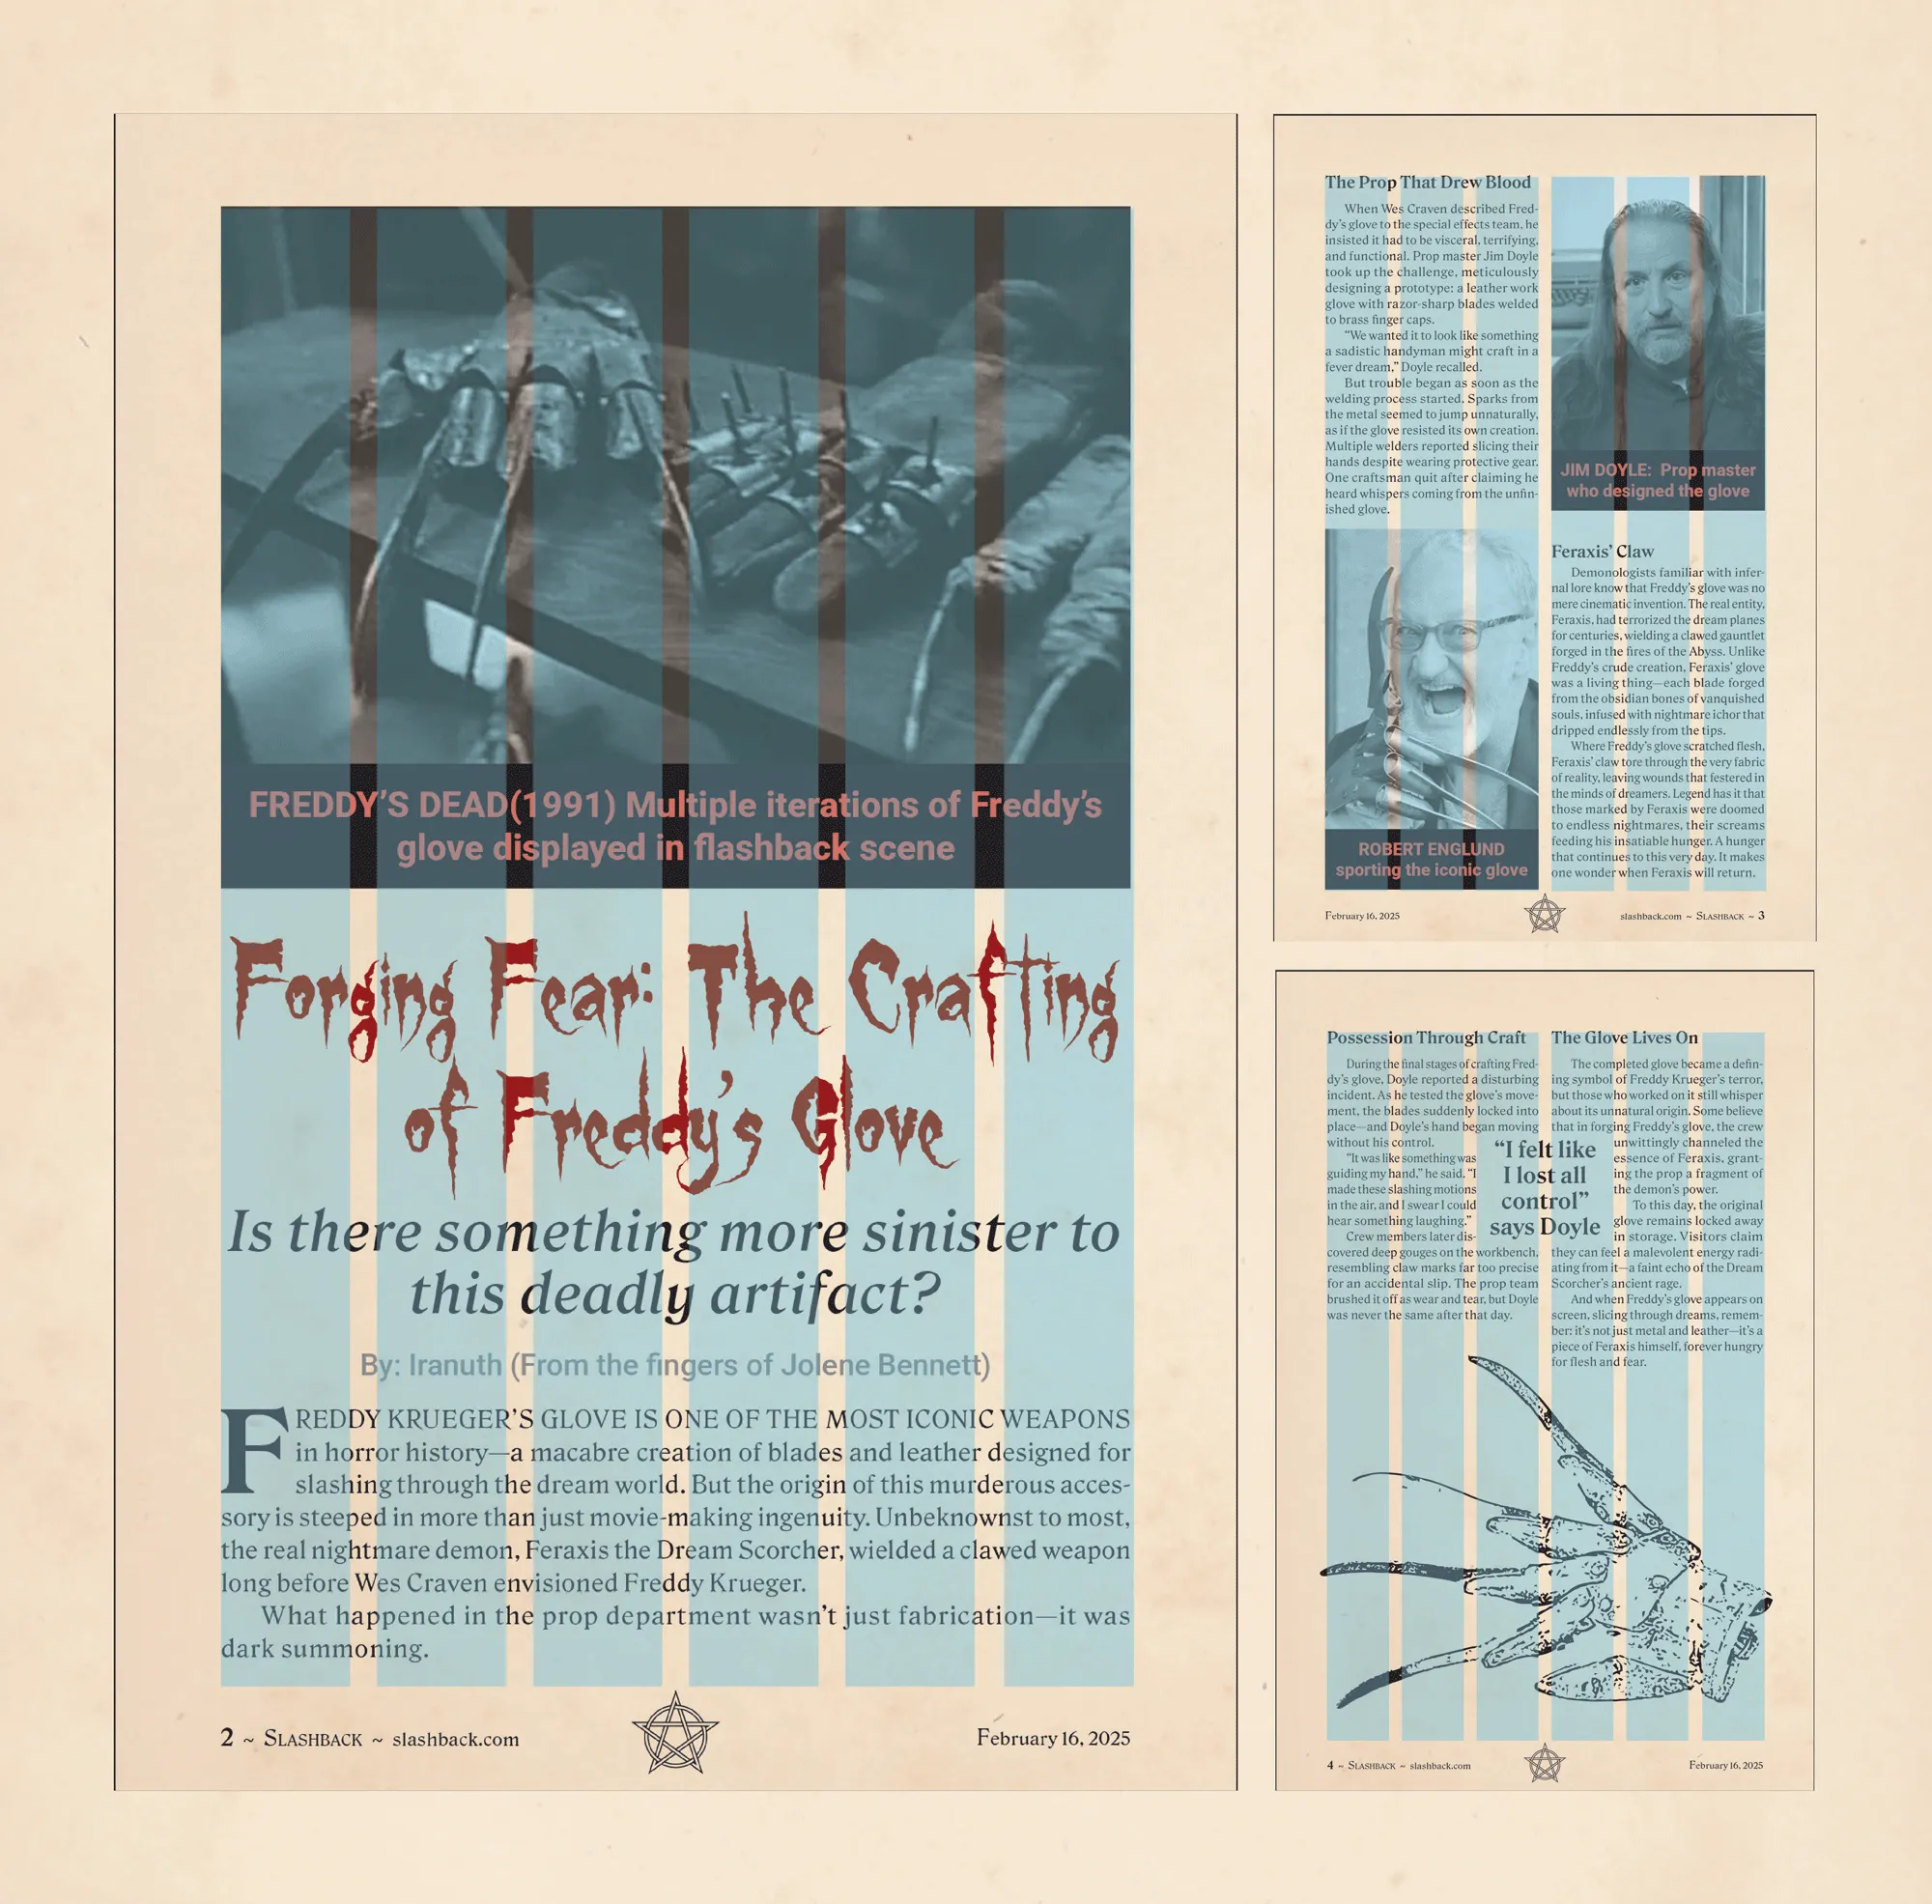 FREDDY’S DEAD(1991) Multiple iterations of Freddy’s
glove displayed in flashback scene
Forging Fear: The Crafting
of Freddy’s Glove
Is there something more sinister to
this deadly artifact?
By: Iranuth (From the fingers of Jolene Bennett)
FREDDY KRUEGER’S GLOVE IS ONE OF THE MOST ICONIC WEAPONS
in horror history—a macabre creation of blades and leather designed for
slashing through the dream world. But the origin of this murderous acces-
sory is steeped in more than just movie-making ingenuity. Unbeknownst to most,
the real nightmare demon, Feraxis the Dream Scorcher, wielded a clawed weapon
long before Wes Craven envisioned Freddy Krueger.
What happened in the prop department wasn’t just fabrication—it was
dark summoning.
2 ~ SLASHBACK ~ slashback.com
February 16, 2025
The Prop That Drew Blood
When Wes Craven described Fred-
dy’s glove to the special effects team, he
insisted it had to be visceral, terrifying,
and functional. Prop master Jim Doyle
took up the challenge, meticulously
designing a prototype: a leather work
glove with razor-sharp blades welded
to brass finger caps.
“We wanted it to look like something
a sadistic handyman might craft in a
fever dream,” Doyle recalled.
But trouble began as soon as the
welding process started. Sparks from
the metal seemed to jump unnaturally,
as if the glove resisted its own creation.
Multiple welders reported slicing their
hands despite wearing protective gear.
One craftsman quit after claiming he
heard whispers coming from the unfin-
ished glove.
ROBERT ENGLUND
sporting the iconic glove
JIM DOYLE: Prop master
who designed the glove
Feraxis’ Claw
Demonologists familiar with infer-
nal lore know that Freddy’s glove was no
mere cinematic invention. The real entity,
Feraxis, had terrorized the dream planes
for centuries, wielding a clawed gauntlet
forged in the fires of the Abyss. Unlike
Freddy’s crude creation, Feraxis’ glove
was a living thing—each blade forged
from the obsidian bones of vanquished
souls, infused with nightmare ichor that
dripped endlessly from the tips.
Where Freddy’s glove scratched flesh,
Feraxis’ claw tore through the very fabric
of reality, leaving wounds that festered in
the minds of dreamers. Legend has it that
those marked by Feraxis were doomed
to endless nightmares, their screams
feeding his insatiable hunger. A hunger
that continues to this very day. It makes
one wonder when Feraxis will return.
February 16, 2025
slashback.com ~ SLASHBACK ~ 3
Possession Through Craft
During the final stages of crafting Fred-
dy’s glove, Doyle reported a disturbing
incident. As he tested the glove’s move-
ment, the blades suddenly locked into
place—and Doyle’s hand began moving
without his control.
“It was like something was
guiding my hand,” he said. “I
made these slashing motions
in the air, and I swear I could
hear something laughing.”
Crew members later dis-
covered deep gouges on the workbench,
resembling claw marks far too precise
for an accidental slip. The prop team
brushed it off as wear and tear, but Doyle
was never the same after that day.
“I felt like
I lost all
control”
says Doyle
The Glove Lives On
The completed glove became a defin-
ing symbol of Freddy Krueger’s terror,
but those who worked on it still whisper
about its unnatural origin. Some believe
that in forging Freddy’s glove, the crew
unwittingly channeled the
essence of Feraxis, grant-
ing the prop a fragment of
the demon’s power.
To this day, the original
glove remains locked away
in storage. Visitors claim
they can feel a malevolent energy radi-
ating from it—a faint echo of the Dream
Scorcher’s ancient rage.
And when Freddy’s glove appears on
screen, slicing through dreams, remem-
ber: it’s not just metal and leather—it’s a
piece of Feraxis himself, forever hungry
for flesh and fear.
4 ~ SLASHBACK ~ slashback.com
February 16, 2025